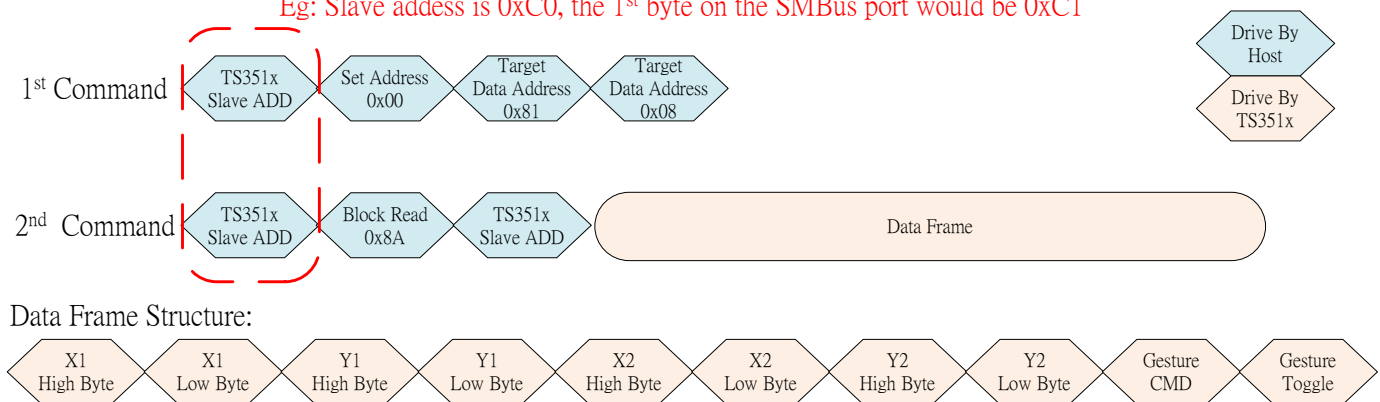 Eg: Slave addess is 0xC0, the 1st byte on the SMBus port would be 0xC1
Drive By
Host
Drive By
TS351x
1st Command
TS351x
Slave ADD
Set Address
0x00
Target
Data Address
0x81
Target
Data Address
0x08
2nd Command
TS351x
Slave ADD
Block Read
0x8A
TS351x
Slave ADD
Data Frame
Data Frame Structure:
X1
High Byte
X1
Low Byte
Y1
High Byte
Y1
Low Byte
X2
High Byte
X2
Low Byte
Y2
High Byte
Y2
Low Byte
Gesture
CMD
Gesture
Toggle